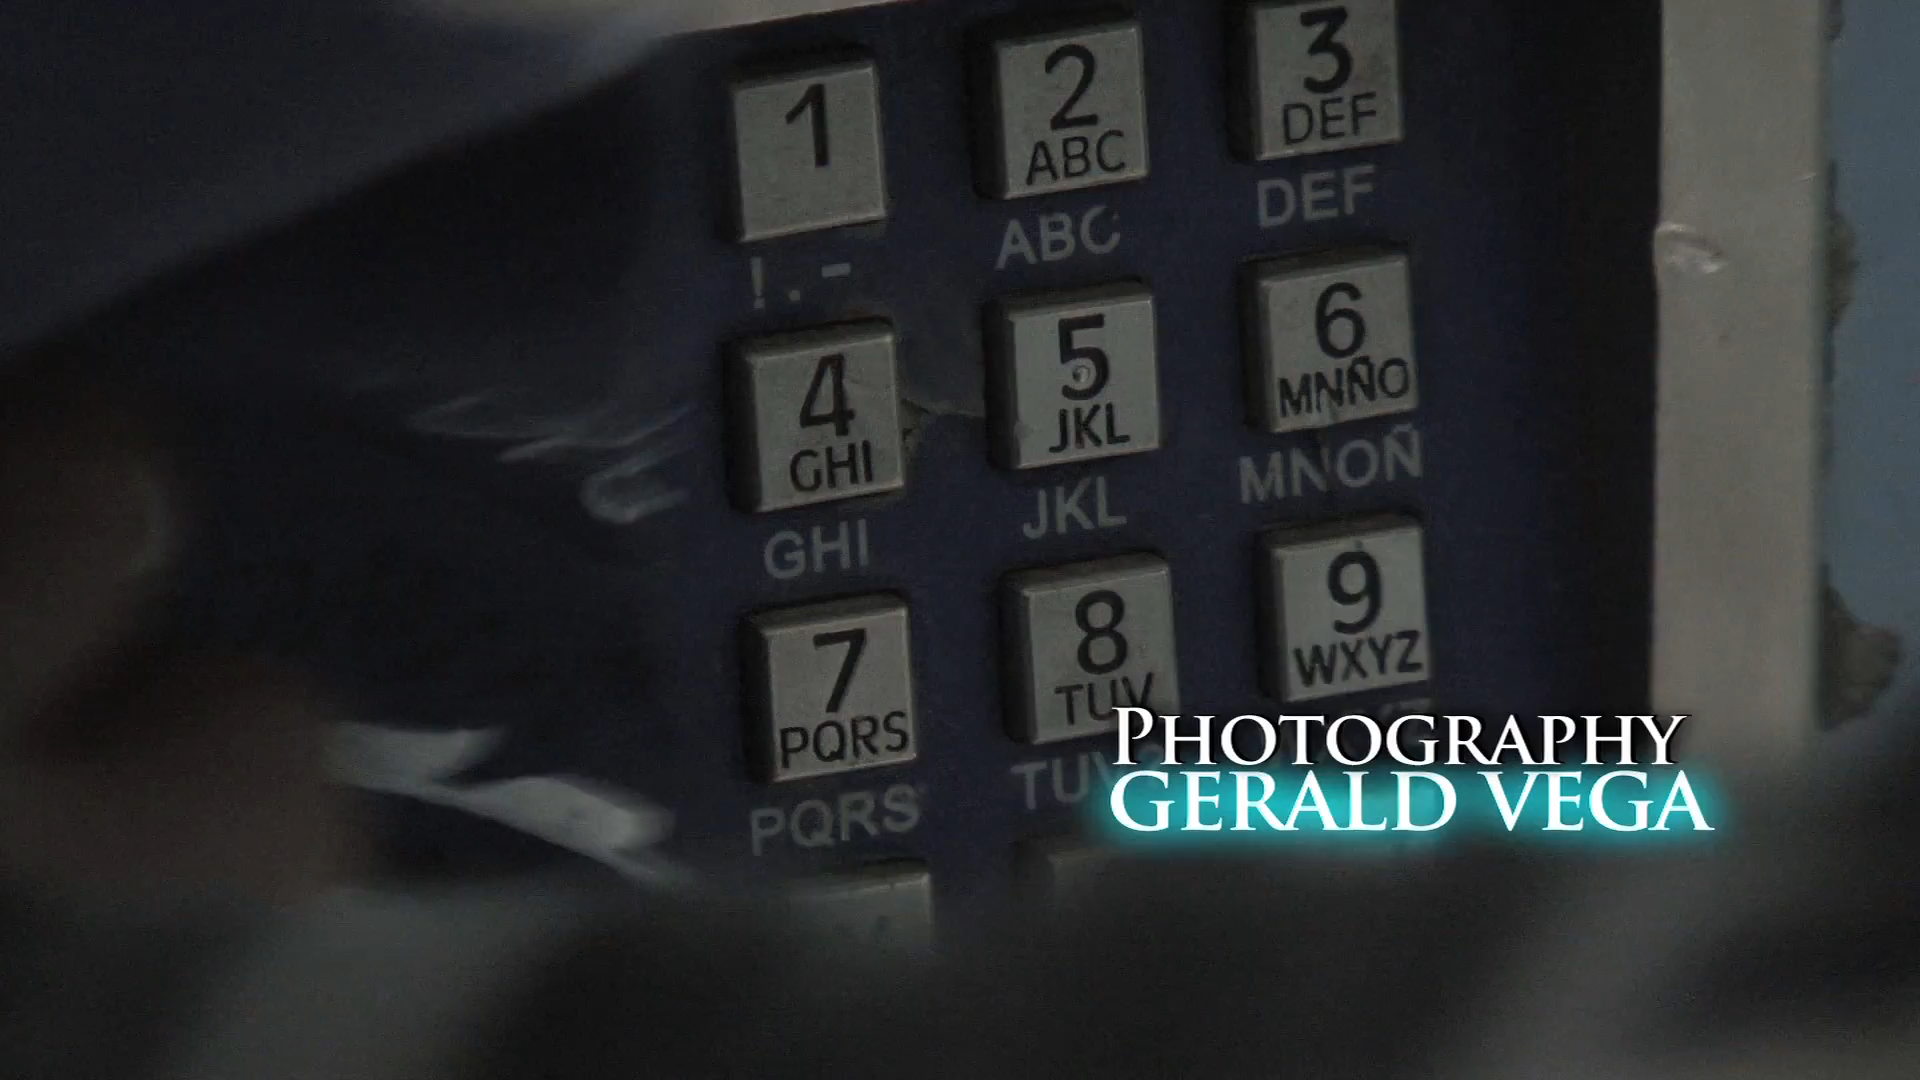 1
2
ABC
3
DEF
!.-
ABC
DEF
4
GHI
5
JKL
6
MNÑO
GHI
JKL
MNOÑ
7
PQRS
8
TUV
9
WXYZ
PQRS
TUV
PHOTOGRAPHY
GERALD VEGA